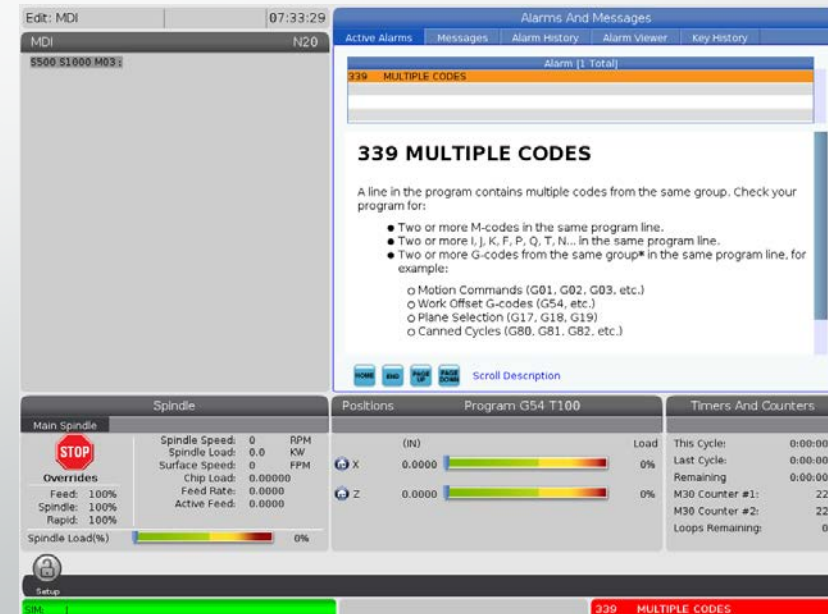 Edit: MDI
07:33:29
MDI
N20
S500 S1000 M03 ;
Alarms And Messages
Active Alarms
Messages
Alarm History
Alarm Viewer
Key History
Alarm [1 Total]
339 MULTIPLE CODES
339 MULTIPLE CODES
A line in the program contains multiple codes from the same group. Check your
program for:
● Two or more M-codes in the same program line.
● Two or more I, J, K, F, P, Q, T, N... in the same program line.
● Two or more G-codes from the same group* in the same program line, for
example:
o Motion Commands (G01, G02, G03, etc.)
o Work Offset G-codes (G54, etc.)
o Plane Selection (G17, G18, G19)
o Canned Cycles (G80, G81, G82, etc.)
HOME
END
PAGE UP
PAGE DOWN
Scroll Description
Spindle
Main Spindle
STOP
Overrides
Feed: 100%
Spindle: 100%
Rapid: 100%
Spindle Speed: 0 RPM
Spindle Load: 0.0 KW
Surface Speed: 0 FPM
Chip Load: 0.00000
Feed Rate: 0.0000
Active Feed: 0.0000
Spindle Load(%) 0%
Positions Program G54 T100
(IN) Load
X 0.0000 0%
Z 0.0000 0%
Timers And Counters
This Cycle: 0:00:00
Last Cycle: 0:00:00
Remaining 0:00:00
M30 Counter #1: 22
M30 Counter #2: 22
Loops Remaining: 0
Setup
SIM:
339 MULTIPLE CODES